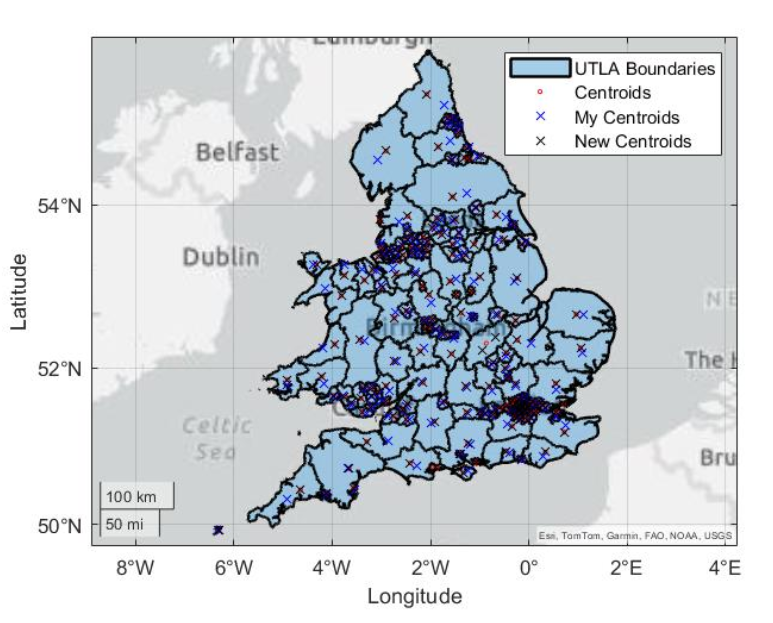 Edinburgh
UTLA Boundaries
Centroids
My Centroids
New Centroids
Belfast
54°N
Dublin
Latitude
Birmingham
52°N
The H
Celtic
Sea
Bru
100 km
50 mi
50°N
Esri, TomTom, Garmin, FAO, NOAA, USGS
8°W 6°W 4°W 2°W 0° 2°E 4°E
Longitude